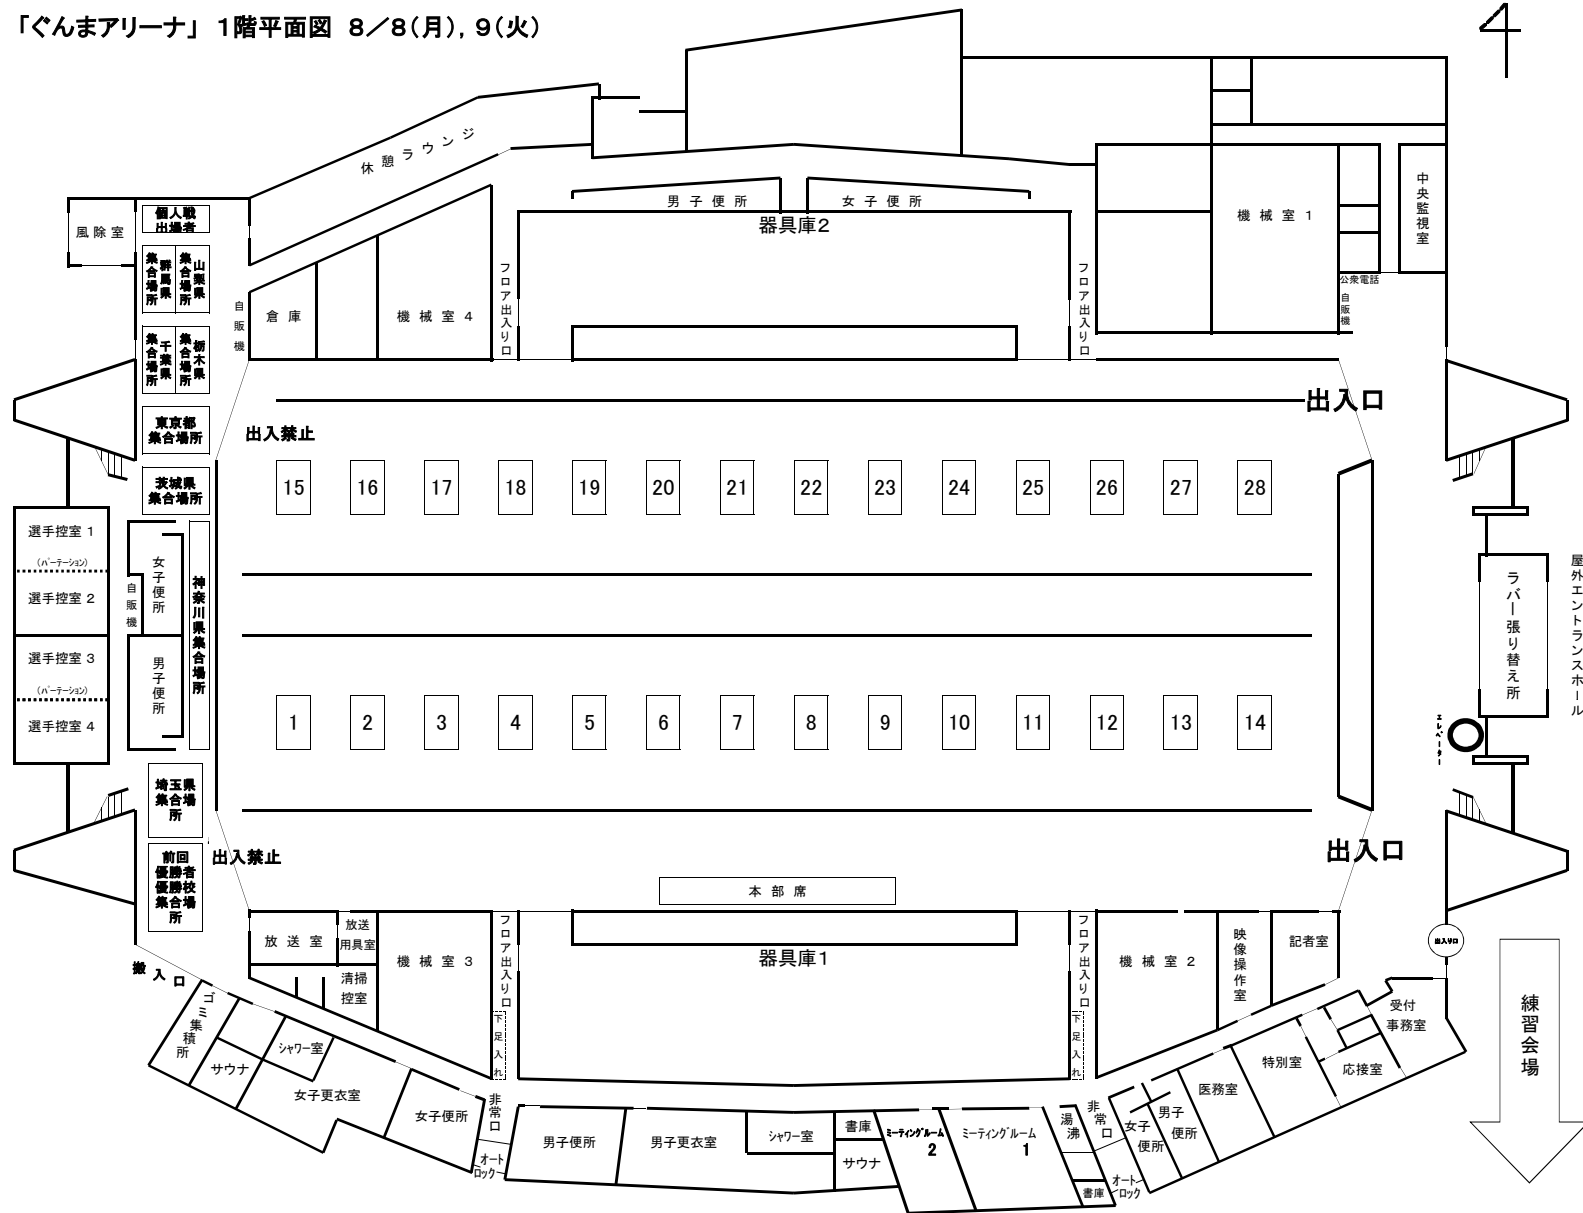 「ぐんまアリーナ」 1階平面図 8／8(月), 9(火)
4
休憩ラウンジ
男子便所
女子便所
器具庫2
機械室1
中央監視室
風除室
個人戦
出場者
群馬県
集合場所
山梨県
集合場所
千葉県
集合場所
栃木県
集合場所
東京都
集合場所
茨城県
集合場所
自販機
倉庫
機械室4
フロア出入り口
フロア出入り口
公衆電話
自販機
出入口
出入禁止
15 16 17 18 19 20 21 22 23 24 25 26 27 28
選手控室1
(パーテーション)
選手控室2
選手控室3
(パーテーション)
選手控室4
女子便所
自販機
男子便所
神奈川県集合場所
ラバー張り替え所
屋外エントランスホール
エレベーター
1 2 3 4 5 6 7 8 9 10 11 12 13 14
埼玉県
集合場
所
前回
優勝者
優勝校
集合場
所
出入禁止
出入口
本部席
搬入口
放送室
放送
用具室
清掃
控室
機械室3
フロア出入り口
下足入れ
器具庫1
フロア出入り口
下足入れ
機械室2
映像操作室
記者室
出入り口
練習会場
ゴミ集積所
サウナ
シャワー室
女子更衣室
女子便所
非常口
オート
ロック
男子便所
男子更衣室
シャワー室
書庫
サウナ
ミーティングルーム
2
ミーティングルーム
1
湯沸
書庫
非常口
オート
ロック
女子
便所
男子
便所
医務室
特別室
応接室
受付
事務室